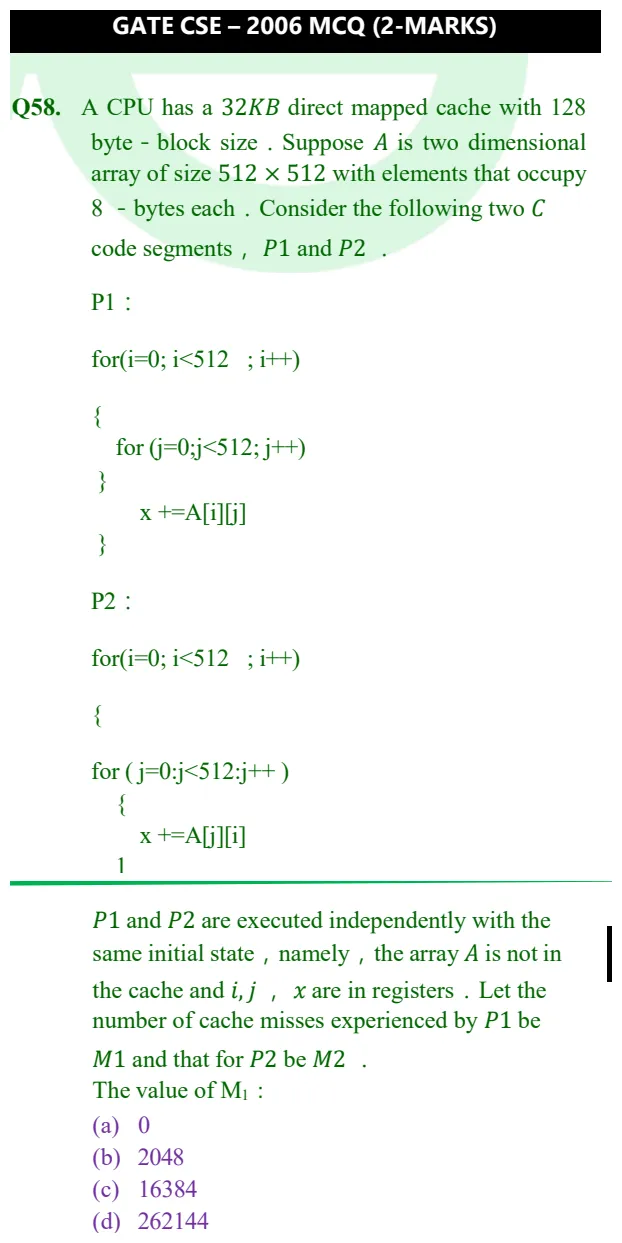 GATE CSE – 2006 MCQ (2-MARKS)
Q58. A CPU has a 32KB direct mapped cache with 128
byte - block size . Suppose A is two dimensional
array of size 512 × 512 with elements that occupy
8 - bytes each . Consider the following two C
code segments , P1 and P2 .
P1 :
for(i=0; i<512 ; i++)
{
for (j=0;j<512; j++)
}
x +=A[i][j]
}
P2 :
for(i=0; i<512 ; i++)
{
for ( j=0:j<512:j++ )
{
x +=A[j][i]
P1 and P2 are executed independently with the
same initial state , namely , the array A is not in
the cache and i, j , x are in registers . Let the
number of cache misses experienced by P1 be
M1 and that for P2 be M2 .
The value of M₁ :
(a) 0
(b) 2048
(c) 16384
(d) 262144